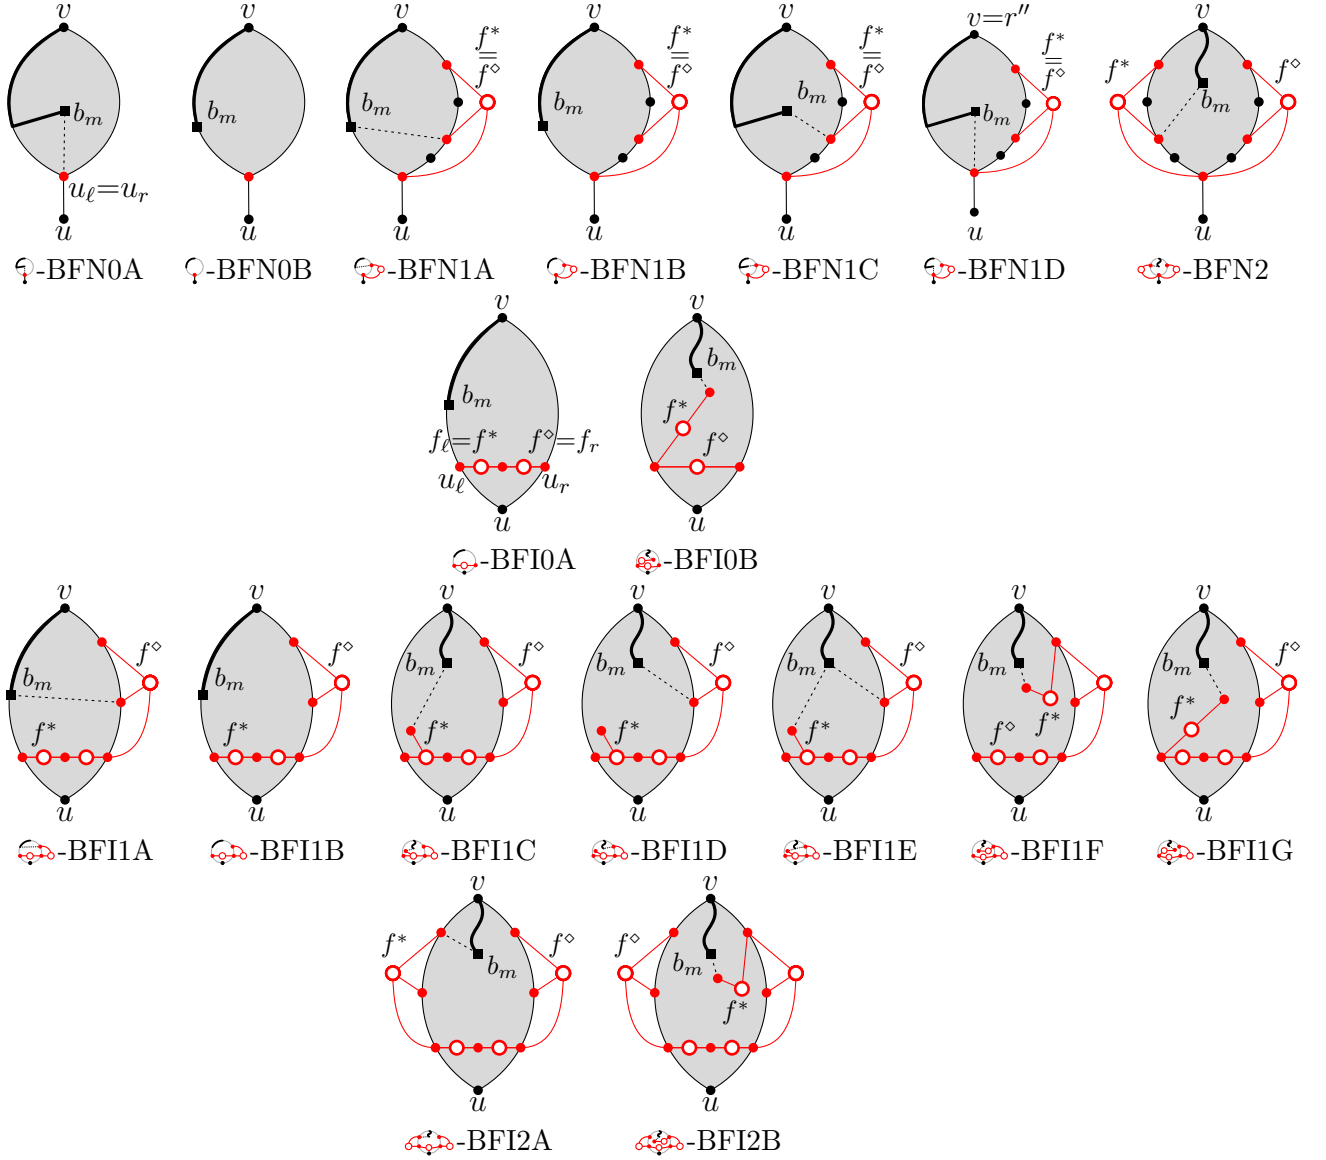 v v v v v v=r″ v
f* = f⋄ f* = f⋄ f* = f⋄ f* = f⋄ f* f⋄
b_m b_m b_m b_m b_m b_m b_m
u_ℓ=u_r
u u u u u u
-BFN0A -BFN0B -BFN1A -BFN1B -BFN1C -BFN1D -BFN2
v v
b_m b_m
f* f⋄
f_ℓ=f* f⋄=f_r
u_ℓ u_r
u u
-BFI0A -BFI0B
v v v v v v v
f⋄ f⋄ f⋄ f⋄ f⋄
b_m b_m b_m b_m b_m b_m b_m
f* f* f* f* f* f⋄ f* f*
u u u u u u u
-BFI1A -BFI1B -BFI1C -BFI1D -BFI1E -BFI1F -BFI1G
v v
f* f⋄ f⋄
b_m b_m
f*
u u
-BFI2A -BFI2B